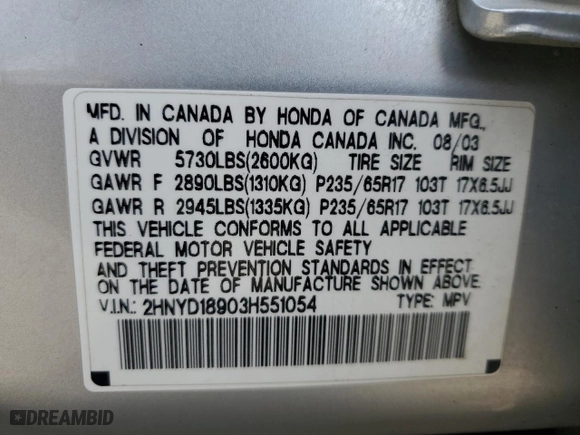 MFD. IN CANADA BY HONDA OF CANADA MFG.,
A DIVISION OF HONDA CANADA INC. 08/03
GVWR 5730LBS(2600KG) TIRE SIZE RIM SIZE
GAWR F 2890LBS(1310KG) P235/65R17 103T 17X6.5JJ
GAWR R 2945LBS(1335KG) P235/65R17 103T 17X6.5JJ
THIS VEHICLE CONFORMS TO ALL APPLICABLE
FEDERAL MOTOR VEHICLE SAFETY
AND THEFT PREVENTION STANDARDS IN EFFECT
ON THE DATE OF MANUFACTURE SHOWN ABOVE.
V.I.N.: 2HNYD18903H551054 TYPE: MPV
DREAMBID